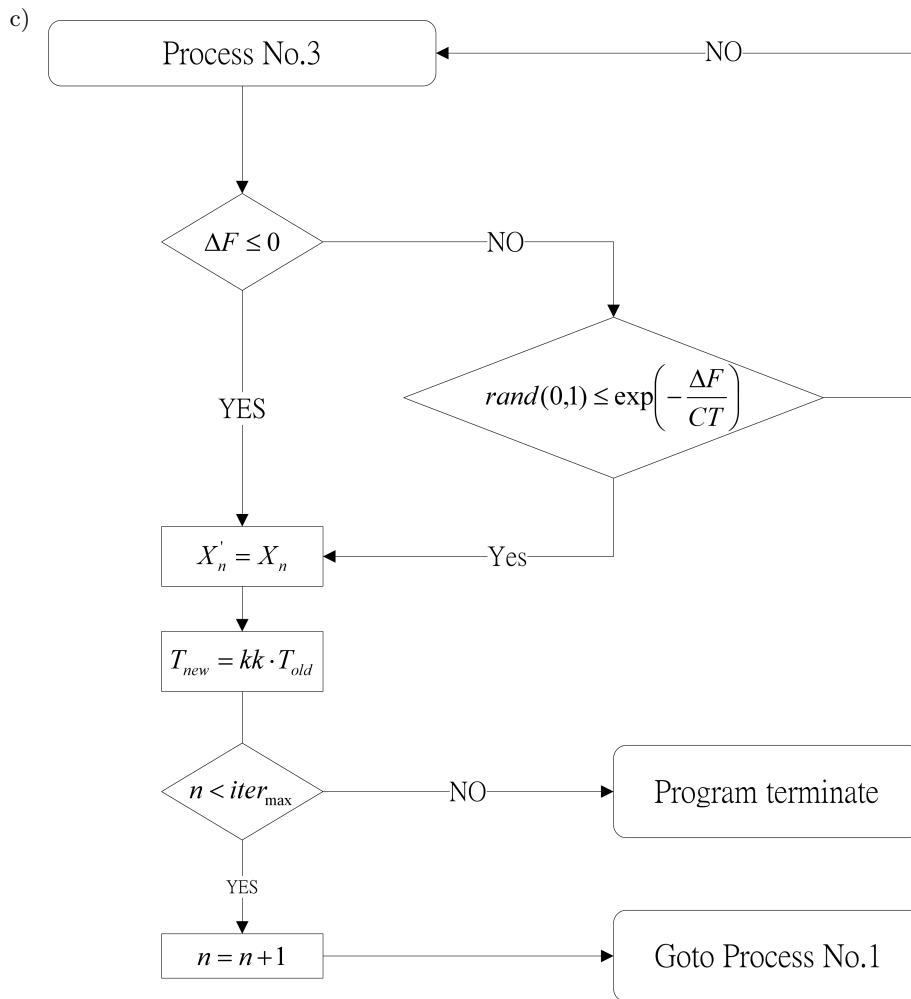 c)
Process No.3
NO
ΔF ≤ 0
NO
rand(0,1) ≤ exp(−ΔF/CT)
YES
X'ₙ = Xₙ
Yes
T_new = kk · T_old
n < iter_max
NO
Program terminate
YES
n = n+1
Goto Process No.1